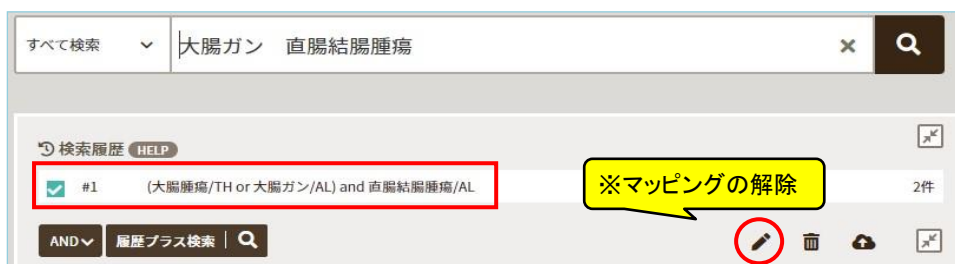 すべて検索 大腸ガン　直腸結腸腫瘍
検索履歴 HELP
#1 (大腸腫瘍/TH or 大腸ガン/AL) and 直腸結腸腫瘍/AL 2件
※マッピングの解除
AND 履歴プラス検索